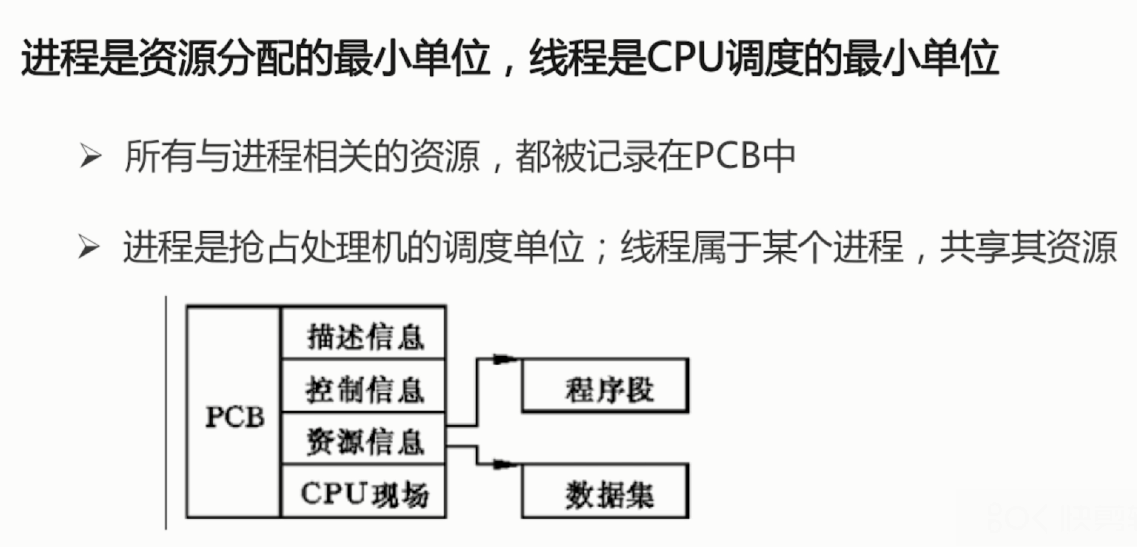 进程是资源分配的最小单位，线程是CPU调度的最小单位
所有与进程相关的资源，都被记录在PCB中
进程是抢占处理机的调度单位；线程属于某个进程，共享其资源
PCB
描述信息
控制信息
资源信息
CPU现场
程序段
数据集